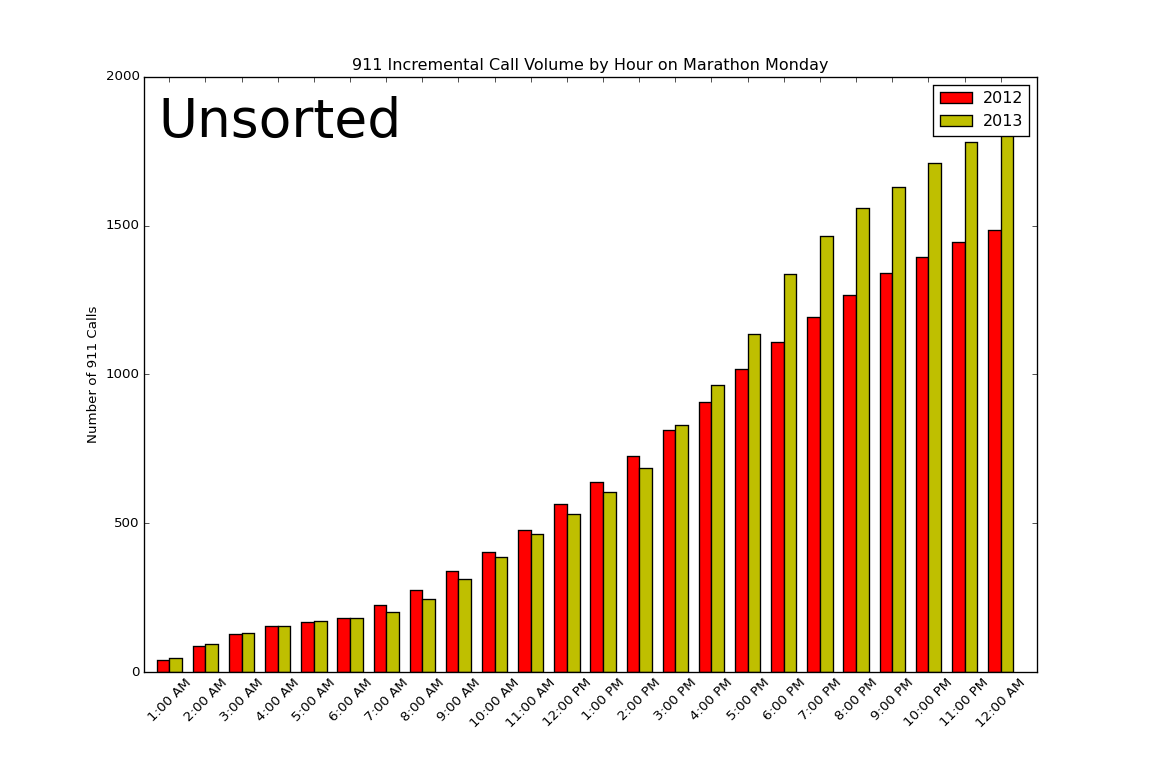 911 Incremental Call Volume by Hour on Marathon Monday
Unsorted
2012
2013
Number of 911 Calls
2000
1500
1000
500
0
1:00 AM
2:00 AM
3:00 AM
4:00 AM
5:00 AM
6:00 AM
7:00 AM
8:00 AM
9:00 AM
10:00 AM
11:00 AM
12:00 PM
1:00 PM
2:00 PM
3:00 PM
4:00 PM
5:00 PM
6:00 PM
7:00 PM
8:00 PM
9:00 PM
10:00 PM
11:00 PM
12:00 AM